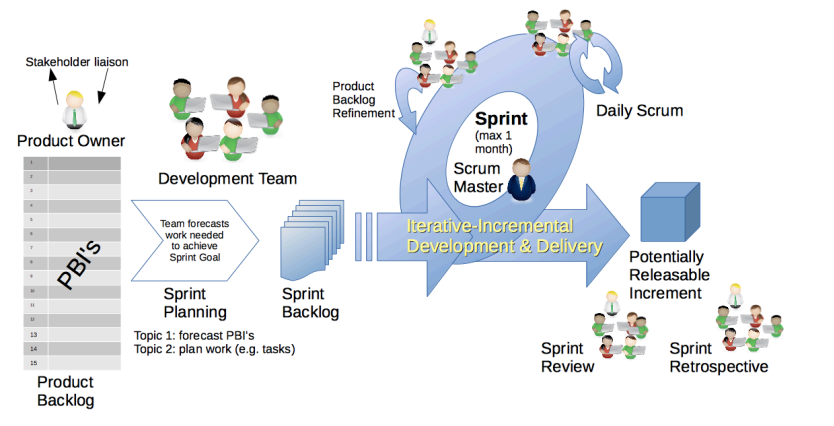 Stakeholder liaison
Product Owner
1
2
3
4
5
6
7
8
9
10
11
12
13
14
15
PBI's
Product
Backlog
Development Team
Team forecasts
work needed
to achieve
Sprint Goal
Sprint
Planning
Topic 1: forecast PBI's
Topic 2: plan work (e.g. tasks)
Sprint
Backlog
Product
Backlog
Refinement
Sprint
(max 1
month)
Scrum
Master
Daily Scrum
Iterative-Incremental
Development & Delivery
Potentially
Releasable
Increment
Sprint
Review
Sprint
Retrospective